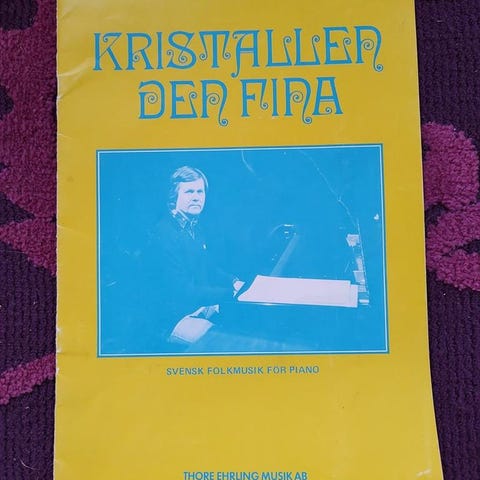 KRISTALLEN
DEN FINA
SVENSK FOLKMUSIK FÖR PIANO
THORE EHRLING MUSIK AB